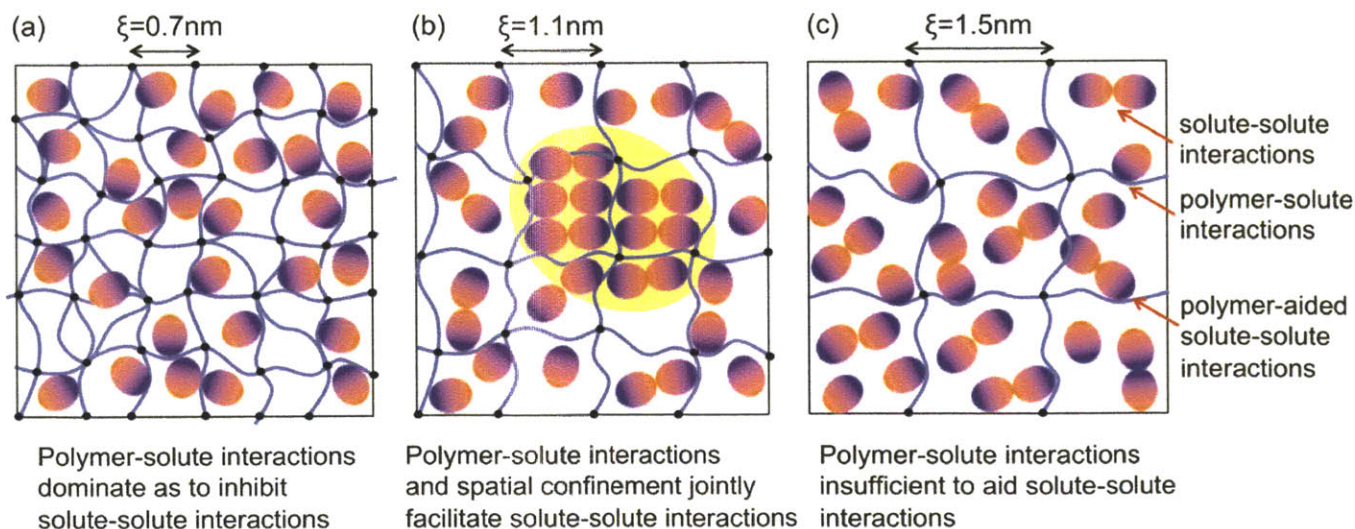 (a) ξ=0.7nm
(b) ξ=1.1nm
(c) ξ=1.5nm
solute-solute
interactions
polymer-solute
interactions
polymer-aided
solute-solute
interactions
Polymer-solute interactions
dominate as to inhibit
solute-solute interactions
Polymer-solute interactions
and spatial confinement jointly
facilitate solute-solute interactions
Polymer-solute interactions
insufficient to aid solute-solute
interactions